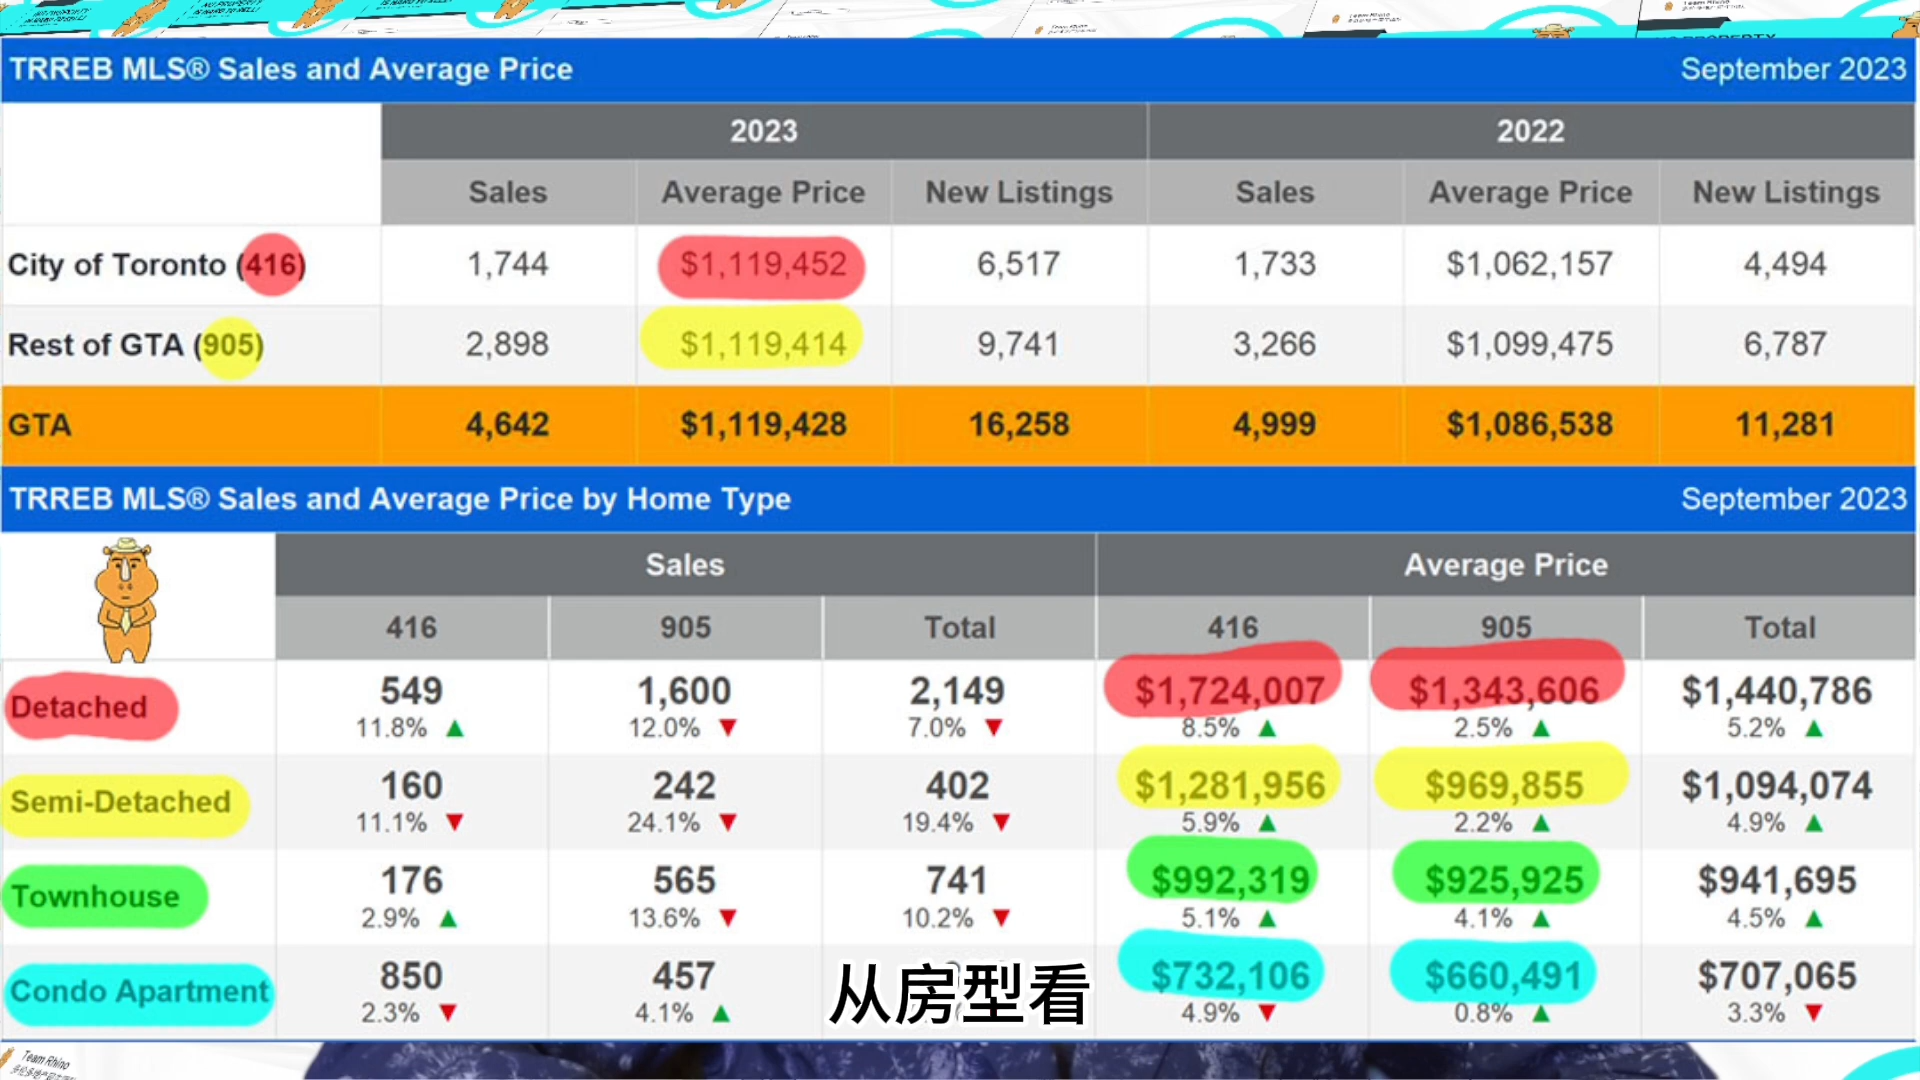 TRREB MLS® Sales and Average Price September 2023
2023 2022
Sales Average Price New Listings Sales Average Price New Listings
City of Toronto (416) 1,744 $1,119,452 6,517 1,733 $1,062,157 4,494
Rest of GTA (905) 2,898 $1,119,414 9,741 3,266 $1,099,475 6,787
GTA 4,642 $1,119,428 16,258 4,999 $1,086,538 11,281
TRREB MLS® Sales and Average Price by Home Type September 2023
Sales Average Price
416 905 Total 416 905 Total
Detached 549 1,600 2,149 $1,724,007 $1,343,606 $1,440,786
11.8% ▲ 12.0% ▼ 7.0% ▼ 8.5% ▲ 2.5% ▲ 5.2% ▲
Semi-Detached 160 242 402 $1,281,956 $969,855 $1,094,074
11.1% ▼ 24.1% ▼ 19.4% ▼ 5.9% ▲ 2.2% ▲ 4.9% ▲
Townhouse 176 565 741 $992,319 $925,925 $941,695
2.9% ▲ 13.6% ▼ 10.2% ▼ 5.1% ▲ 4.1% ▲ 4.5% ▲
Condo Apartment 850 457 $732,106 $660,491 $707,065
2.3% ▼ 4.1% ▲ 4.9% ▼ 0.8% ▲ 3.3% ▼
从房型看
Team Rhino